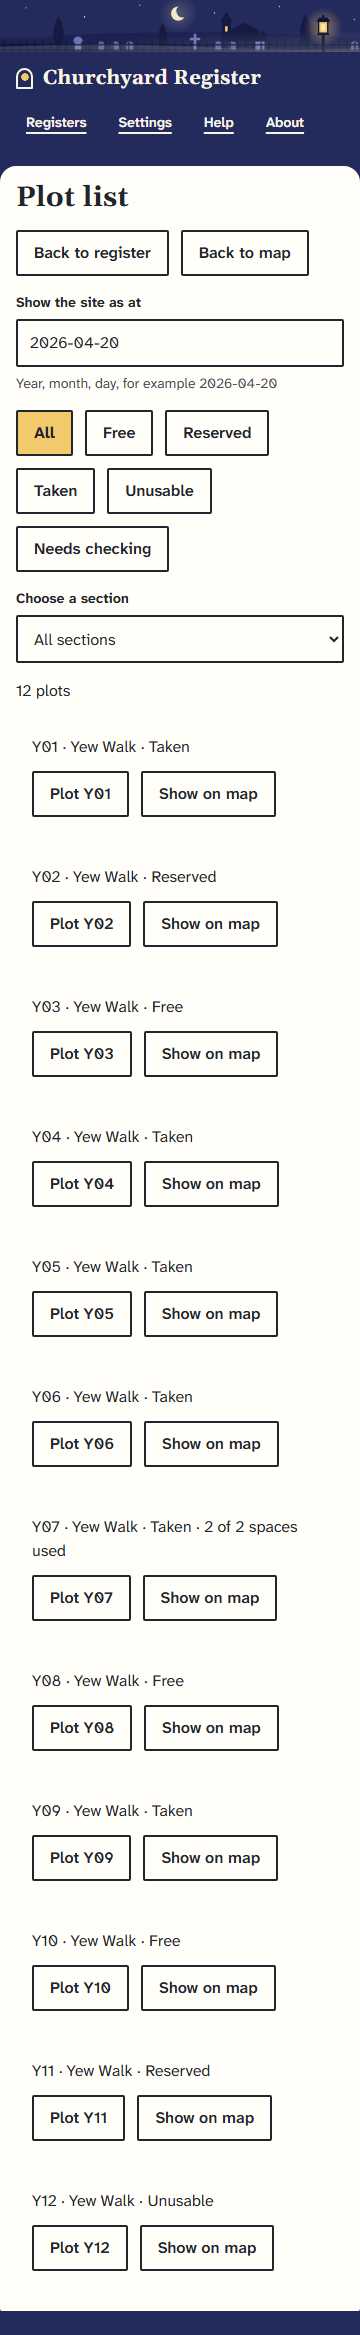 Churchyard Register
Registers Settings Help About
Plot list
Back to register Back to map
Show the site as at
2026-04-20
Year, month, day, for example 2026-04-20
All Free Reserved
Taken Unusable
Needs checking
Choose a section
All sections
12 plots
Y01 · Yew Walk · Taken
Plot Y01 Show on map
Y02 · Yew Walk · Reserved
Plot Y02 Show on map
Y03 · Yew Walk · Free
Plot Y03 Show on map
Y04 · Yew Walk · Taken
Plot Y04 Show on map
Y05 · Yew Walk · Taken
Plot Y05 Show on map
Y06 · Yew Walk · Taken
Plot Y06 Show on map
Y07 · Yew Walk · Taken · 2 of 2 spaces
used
Plot Y07 Show on map
Y08 · Yew Walk · Free
Plot Y08 Show on map
Y09 · Yew Walk · Taken
Plot Y09 Show on map
Y10 · Yew Walk · Free
Plot Y10 Show on map
Y11 · Yew Walk · Reserved
Plot Y11 Show on map
Y12 · Yew Walk · Unusable
Plot Y12 Show on map